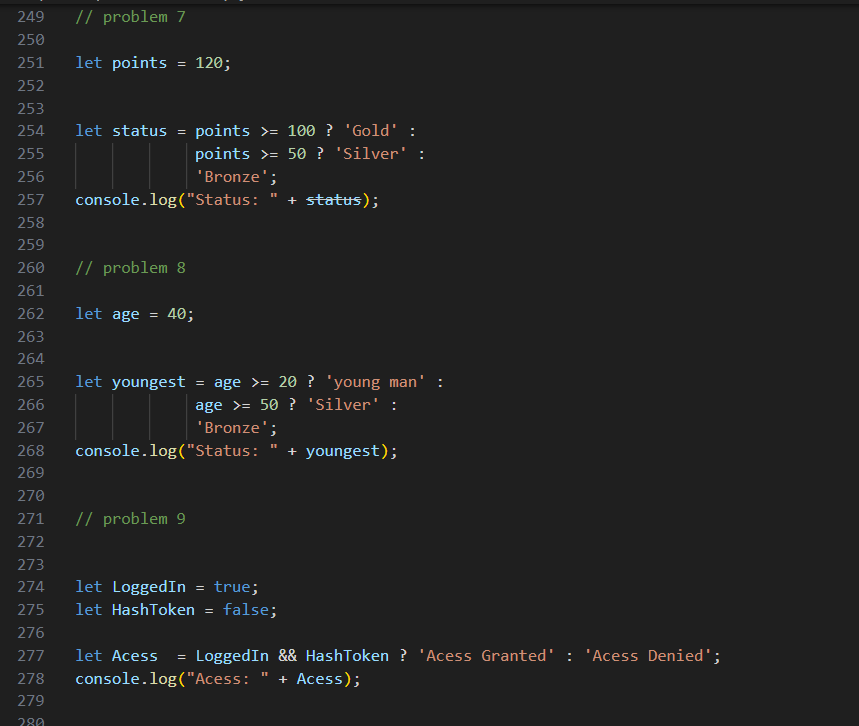 249 // problem 7
250
251 let points = 120;
252
253
254 let status = points >= 100 ? 'Gold' :
255 points >= 50 ? 'Silver' :
256 'Bronze';
257 console.log("Status: " + status);
258
259
260 // problem 8
261
262 let age = 40;
263
264
265 let youngest = age >= 20 ? 'young man' :
266 age >= 50 ? 'Silver' :
267 'Bronze';
268 console.log("Status: " + youngest);
269
270
271 // problem 9
272
273
274 let LoggedIn = true;
275 let HashToken = false;
276
277 let Acess  = LoggedIn && HashToken ? 'Acess Granted' : 'Acess Denied';
278 console.log("Acess: " + Acess);
279
280